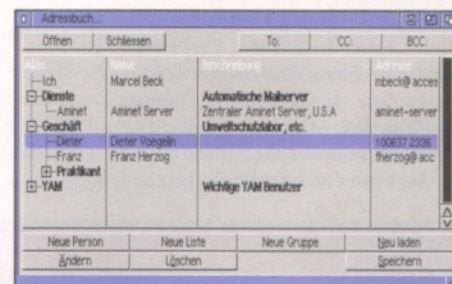 Adressbuch...
Öffnen Schliessen To: CC: BCC:
Alias Name Beschreibung Adresse
Ich Marcel Beck mbeck@acces
Dienste Automatische Mailserver
Aminet Aminet Server Zentraler Aminet Server, U.S.A aminet-server
Geschäft Umweltschutzlabor, etc.
Dieter Dieter Voegelin 100637.2336
Franz Franz Herzog fherzog@acc
Praktikant
YAM Wichtige YAM Benutzer
Neue Person Neue Liste Neue Gruppe Neu laden
Ändern Löschen Speichern